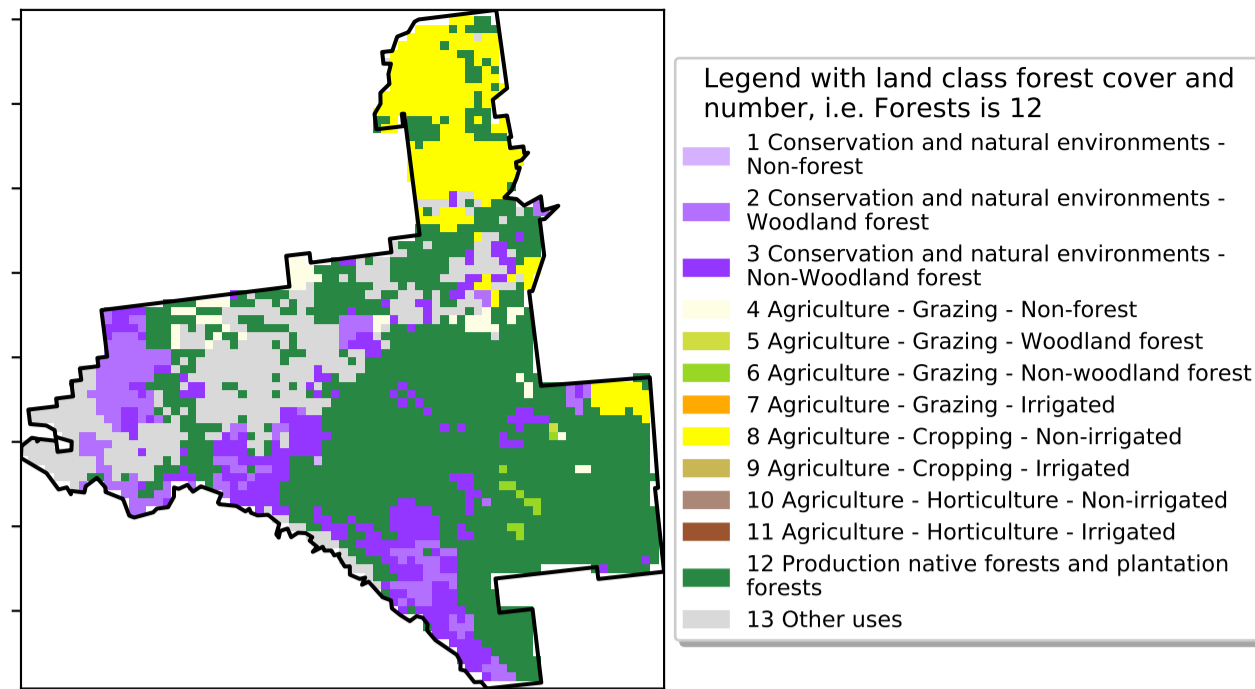 Legend with land class forest cover and
number, i.e. Forests is 12
1 Conservation and natural environments -
Non-forest
2 Conservation and natural environments -
Woodland forest
3 Conservation and natural environments -
Non-Woodland forest
4 Agriculture - Grazing - Non-forest
5 Agriculture - Grazing - Woodland forest
6 Agriculture - Grazing - Non-woodland forest
7 Agriculture - Grazing - Irrigated
8 Agriculture - Cropping - Non-irrigated
9 Agriculture - Cropping - Irrigated
10 Agriculture - Horticulture - Non-irrigated
11 Agriculture - Horticulture - Irrigated
12 Production native forests and plantation
forests
13 Other uses